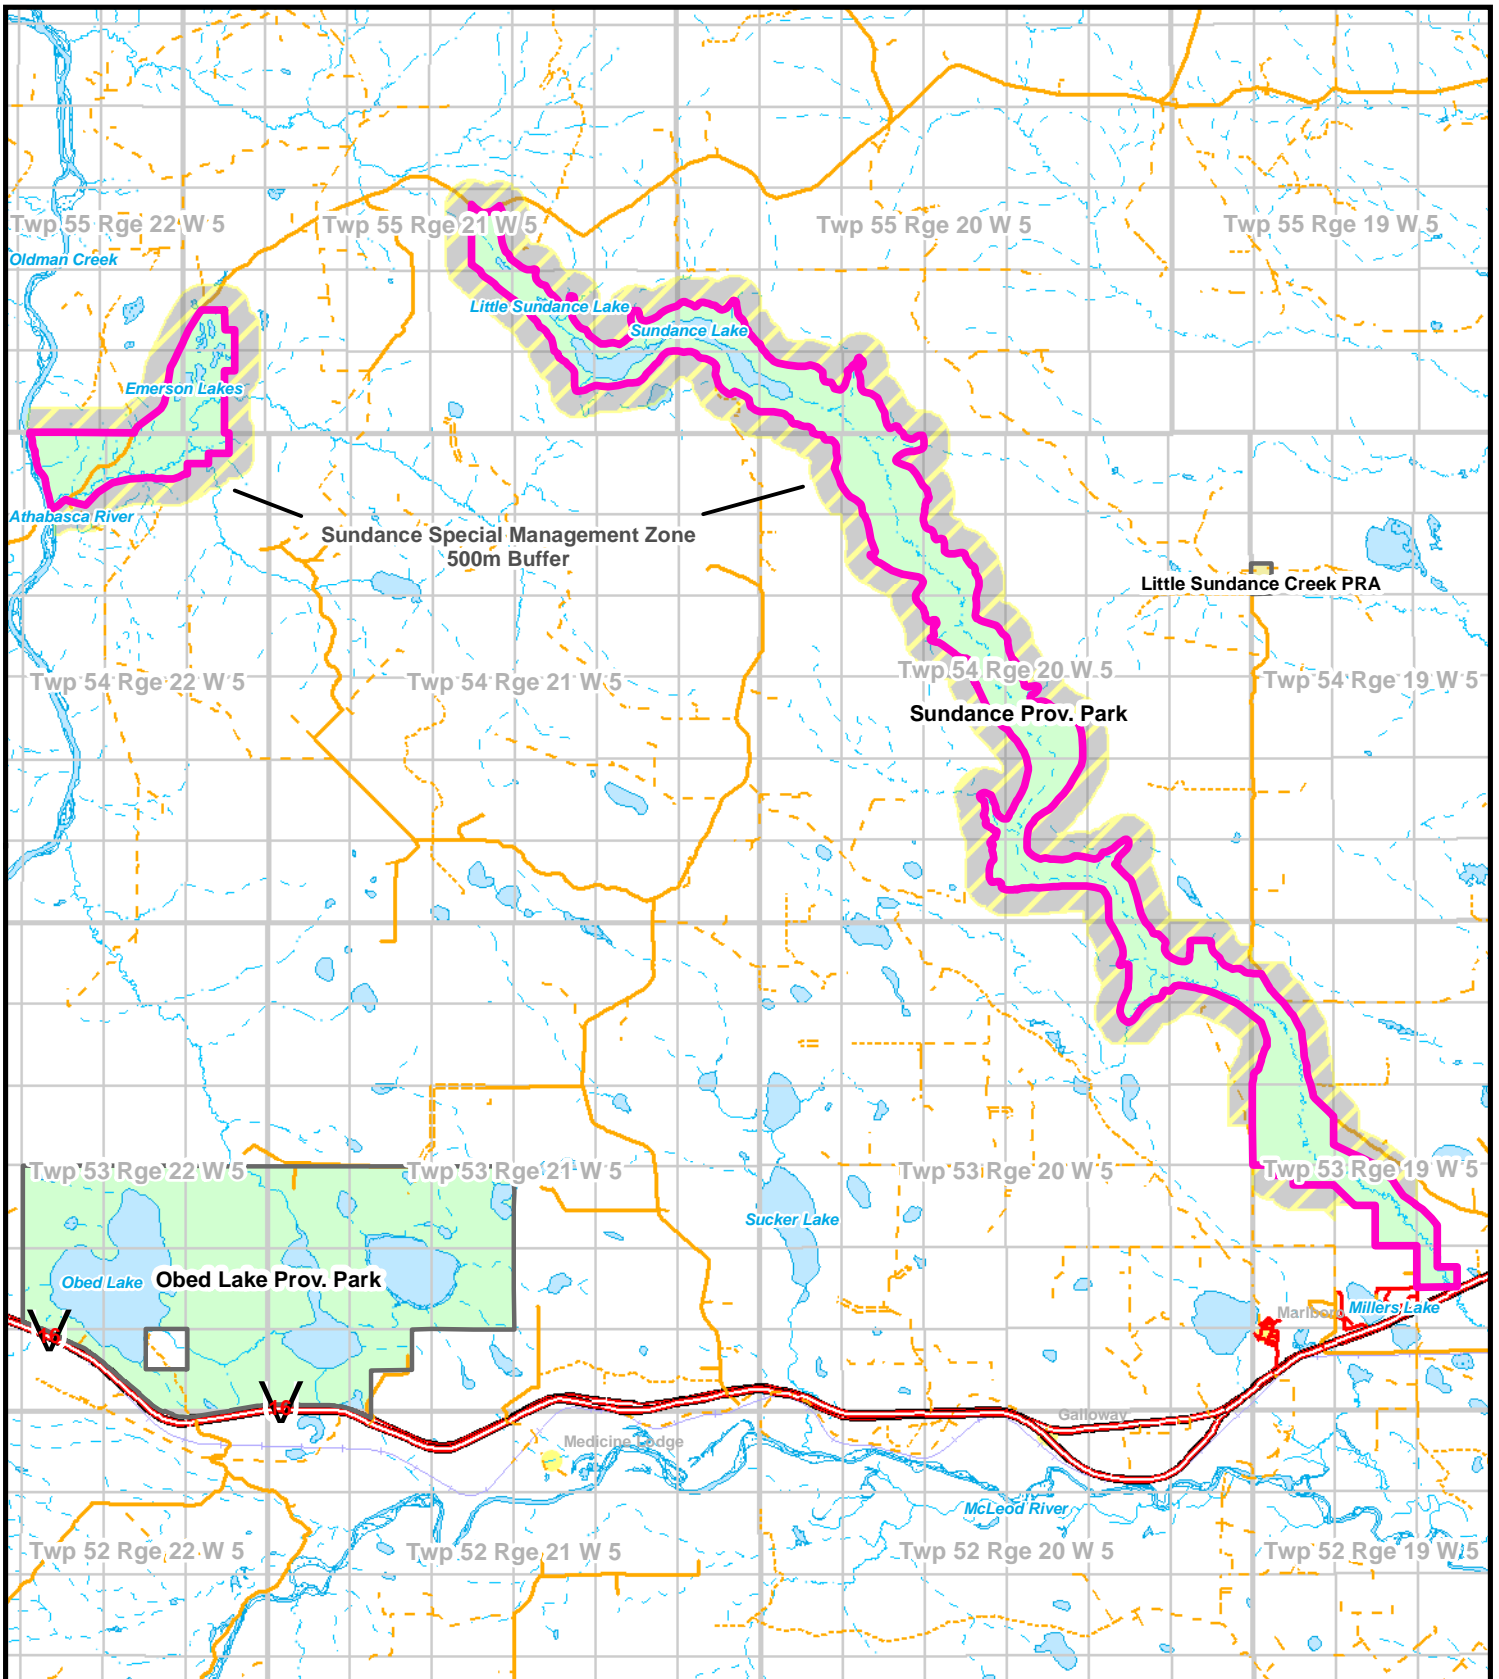 Twp 55 Rge 22 W 5
Twp 55 Rge 21 W 5
Twp 55 Rge 20 W 5
Twp 55 Rge 19 W 5
Oldman Creek
Little Sundance Lake
Sundance Lake
Emerson Lakes
Athabasca River
Sundance Special Management Zone
500m Buffer
Little Sundance Creek PRA
Twp 54 Rge 22 W 5
Twp 54 Rge 21 W 5
Twp 54 Rge 20 W 5
Twp 54 Rge 19 W 5
Sundance Prov. Park
Twp 53 Rge 22 W 5
Twp 53 Rge 21 W 5
Twp 53 Rge 20 W 5
Twp 53 Rge 19 W 5
Sucker Lake
Obed Lake
Obed Lake Prov. Park
Marlboro
Millers Lake
16
16
Galloway
Medicine Lodge
McLeod River
Twp 52 Rge 22 W 5
Twp 52 Rge 21 W 5
Twp 52 Rge 20 W 5
Twp 52 Rge 19 W 5